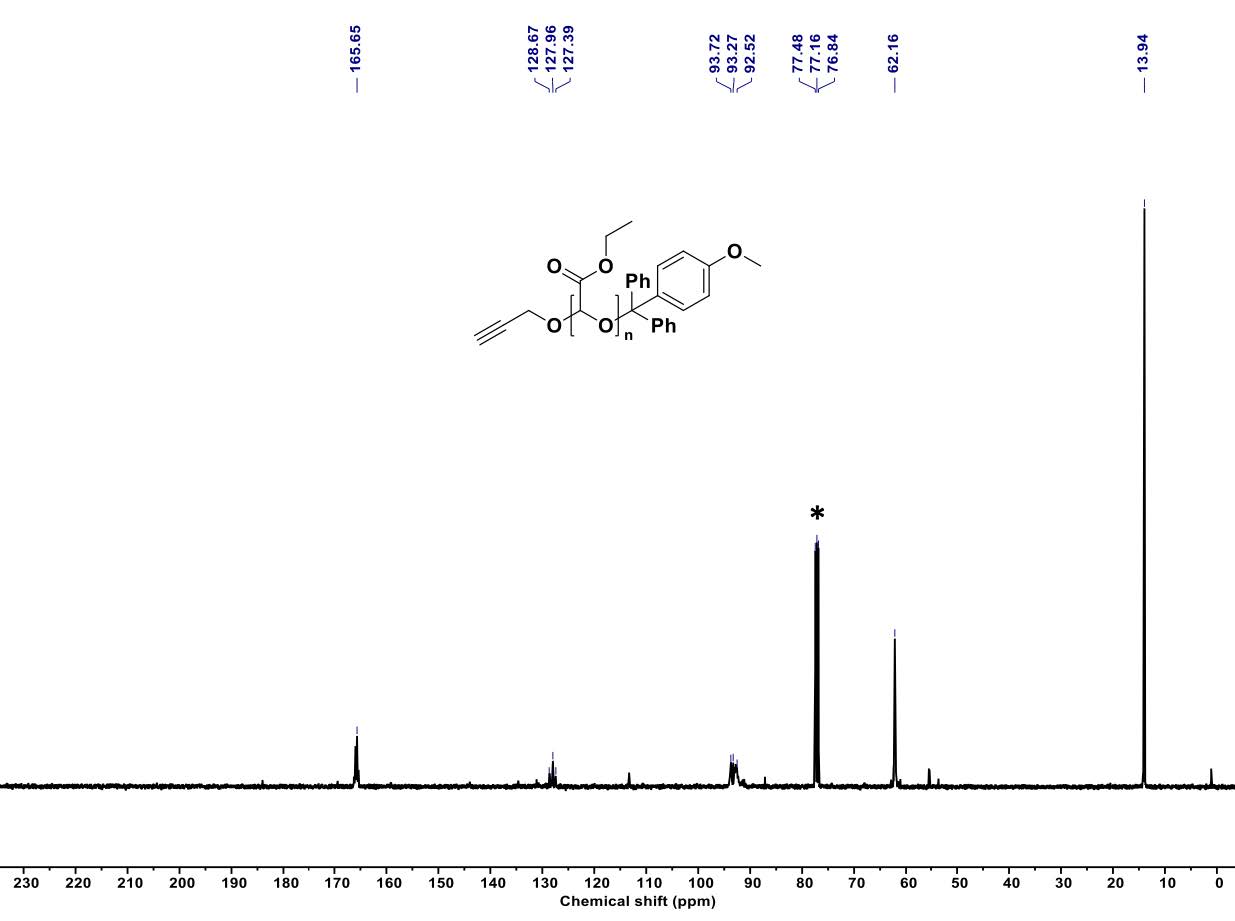 165.65
128.67
127.96
127.39
93.72
93.27
92.52
77.48
77.16
76.84
62.16
13.94
O
O
O
Ph
O
O
Ph
n
*
230 220 210 200 190 180 170 160 150 140 130 120 110 100 90 80 70 60 50 40 30 20 10 0
Chemical shift (ppm)